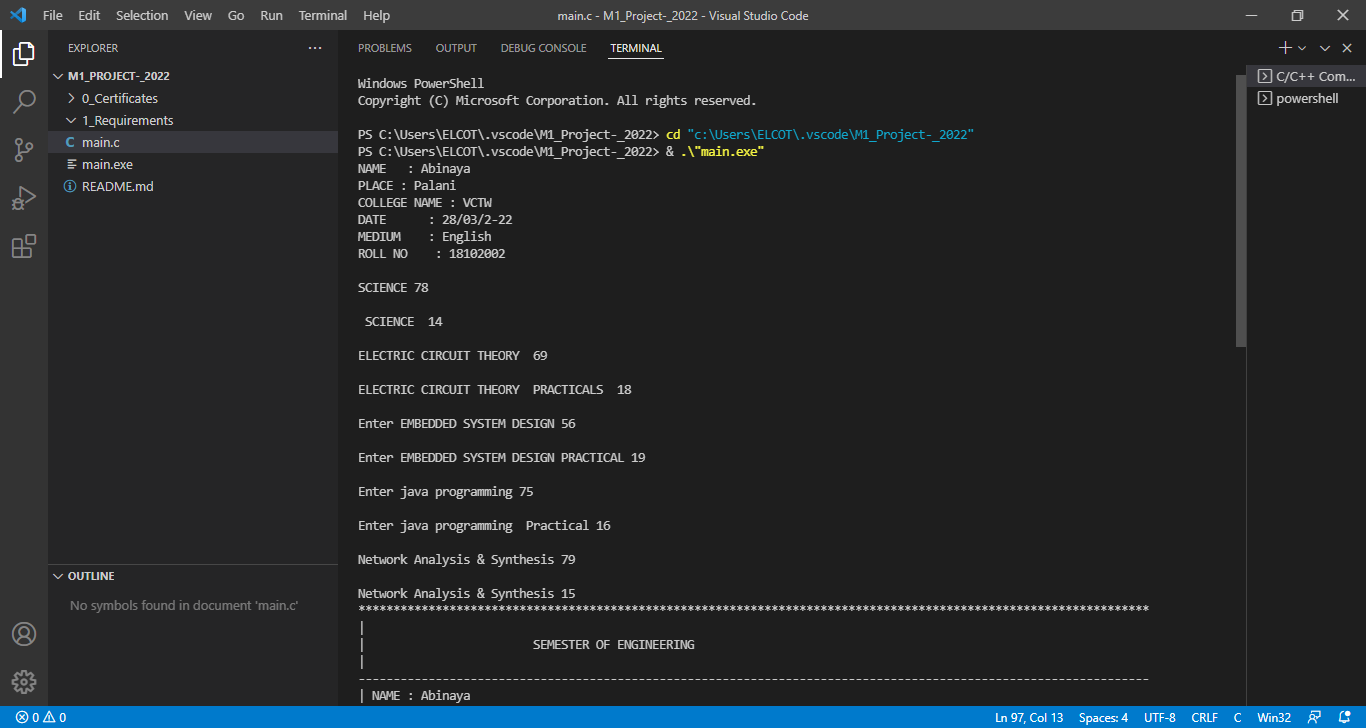 File Edit Selection View Go Run Terminal Help
main.c - M1_Project-_2022 - Visual Studio Code
EXPLORER
M1_PROJECT-_2022
0_Certificates
1_Requirements
C main.c
main.exe
README.md
OUTLINE
No symbols found in document 'main.c'
PROBLEMS OUTPUT DEBUG CONSOLE TERMINAL
C/C++ Com...
powershell
Windows PowerShell
Copyright (C) Microsoft Corporation. All rights reserved.
PS C:\Users\ELCOT\.vscode\M1_Project-_2022> cd "c:\Users\ELCOT\.vscode\M1_Project-_2022"
PS C:\Users\ELCOT\.vscode\M1_Project-_2022> & .\"main.exe"
NAME   : Abinaya
PLACE : Palani
COLLEGE NAME : VCTW
DATE      : 28/03/2-22
MEDIUM    : English
ROLL NO    : 18102002
SCIENCE 78
 SCIENCE  14
ELECTRIC CIRCUIT THEORY  69
ELECTRIC CIRCUIT THEORY  PRACTICALS  18
Enter EMBEDDED SYSTEM DESIGN 56
Enter EMBEDDED SYSTEM DESIGN PRACTICAL 19
Enter java programming 75
Enter java programming  Practical 16
Network Analysis & Synthesis 79
Network Analysis & Synthesis 15
*****************************************************************************************************************
|
|                        SEMESTER OF ENGINEERING
|
-----------------------------------------------------------------------------------------------------------------
| NAME : Abinaya
0 0
Ln 97, Col 13 Spaces: 4 UTF-8 CRLF C Win32